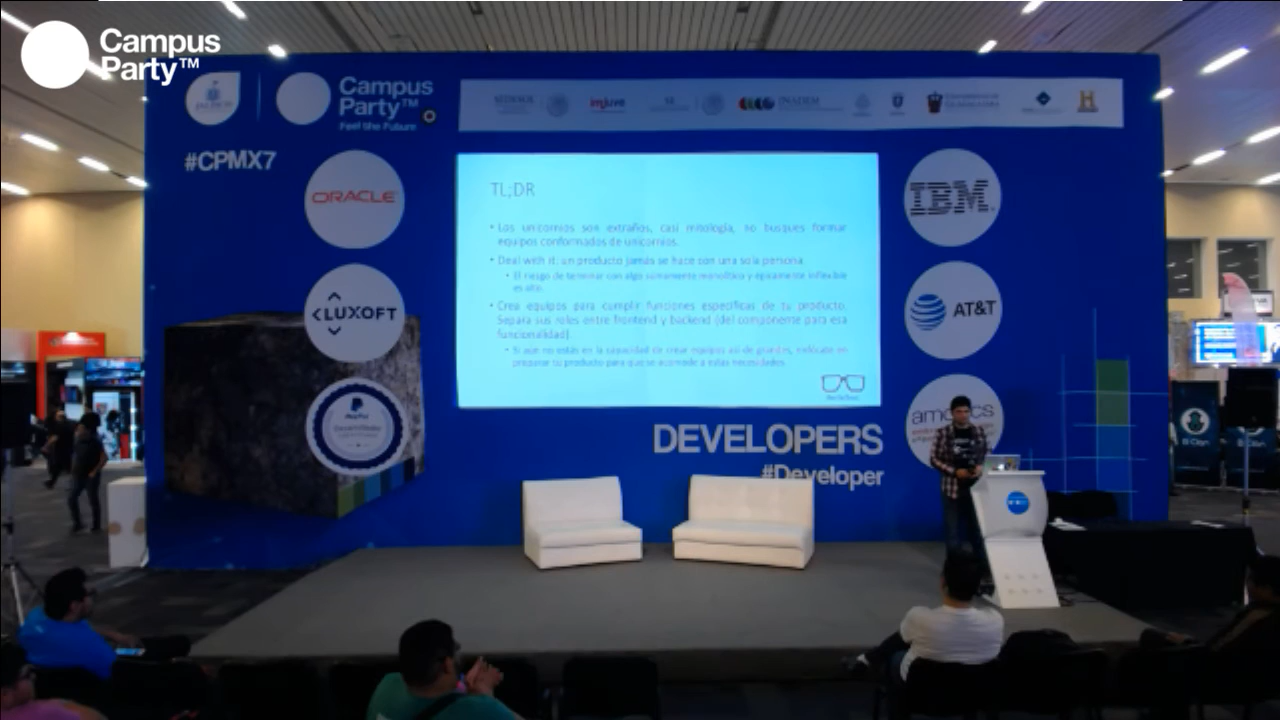 Campus
Party™
Campus
Party™
Feel the Future
imjuve
INADEM
#CPMX7
ORACLE
IBM
LUXOFT
AT&T
PayPal
TL;DR
• Los unicornios son extraños, casi mitología, no busques formar
equipos conformados de unicornios.
• Deal with it: un producto jamás se hace con una sola persona
• El riesgo de terminar con algo sumamente monolítico y épicamente inflexible
es alto.
• Crea equipos para cumplir funciones específicas de tu producto.
Separa sus roles entre frontend y backend (del componente para esa
funcionalidad)
• Si aun no estás en la capacidad de crear equipos así de grandes, enfócate en
preparar tu producto para que se acomode a estas necesidades
DEVELOPERS
#Developer